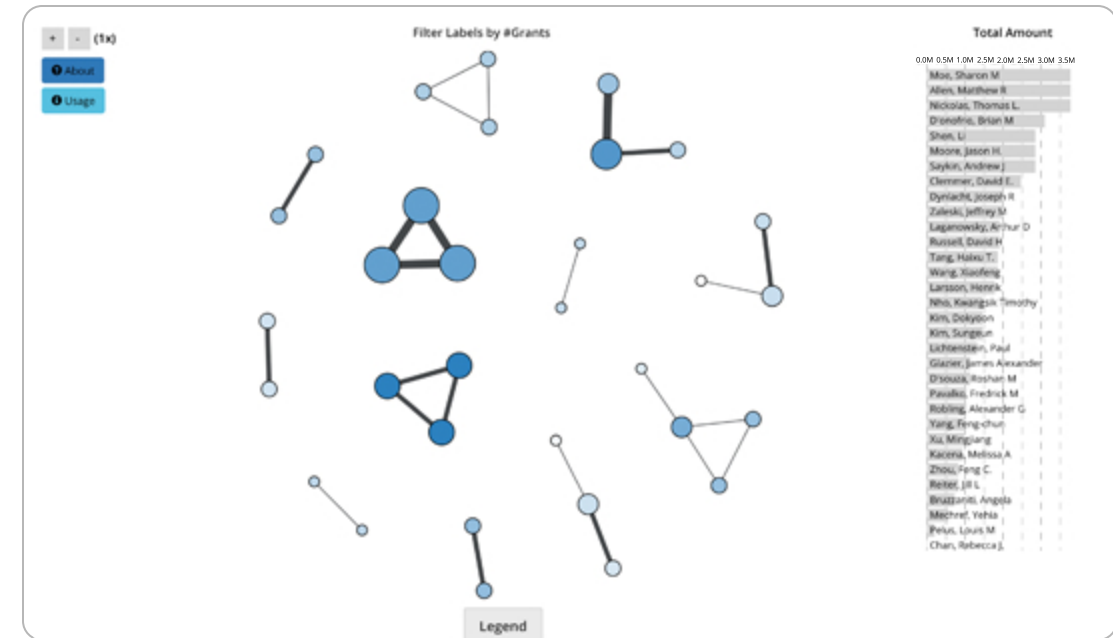 + - (1x)
Filter Labels by #Grants
Total Amount
About
Usage
0.0M 0.5M 1.0M 2.5M 2.0M 2.5M 3.0M 3.5M
Moe, Sharon M
Allen, Matthew R
Nickolas, Thomas L.
D'onofrio, Brian M
Shen, Li
Moore, Jason H.
Saykin, Andrew J
Clemmer, David E.
Dynlacht, Joseph R
Zaleski, Jeffrey M
Laganowsky, Arthur D
Russell, David H
Tang, Haixu T.
Wang, Xiaofeng
Larsson, Henrik
Nho, Kwangsik Timothy
Kim, Dokyoon
Kim, Sungeun
Lichtenstein, Paul
Glazier, James Alexander
D'souza, Roshan M
Pavalko, Fredrick M
Robling, Alexander G
Yang, Feng-chun
Xu, Mingjiang
Kacena, Melissa A
Zhou, Feng C.
Reiter, Jill L
Bruzzaniti, Angela
Mechref, Yehia
Pelus, Louis M
Chan, Rebecca J.
Legend